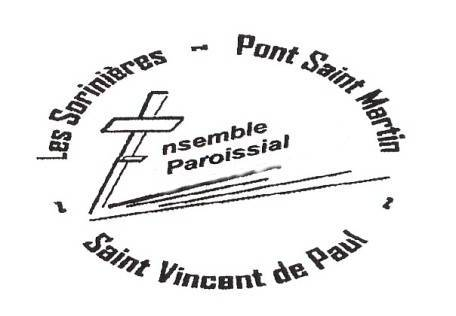 Les Sorinières ~ Pont Saint Martin
Ensemble
Paroissial
~ Saint Vincent de Paul ~